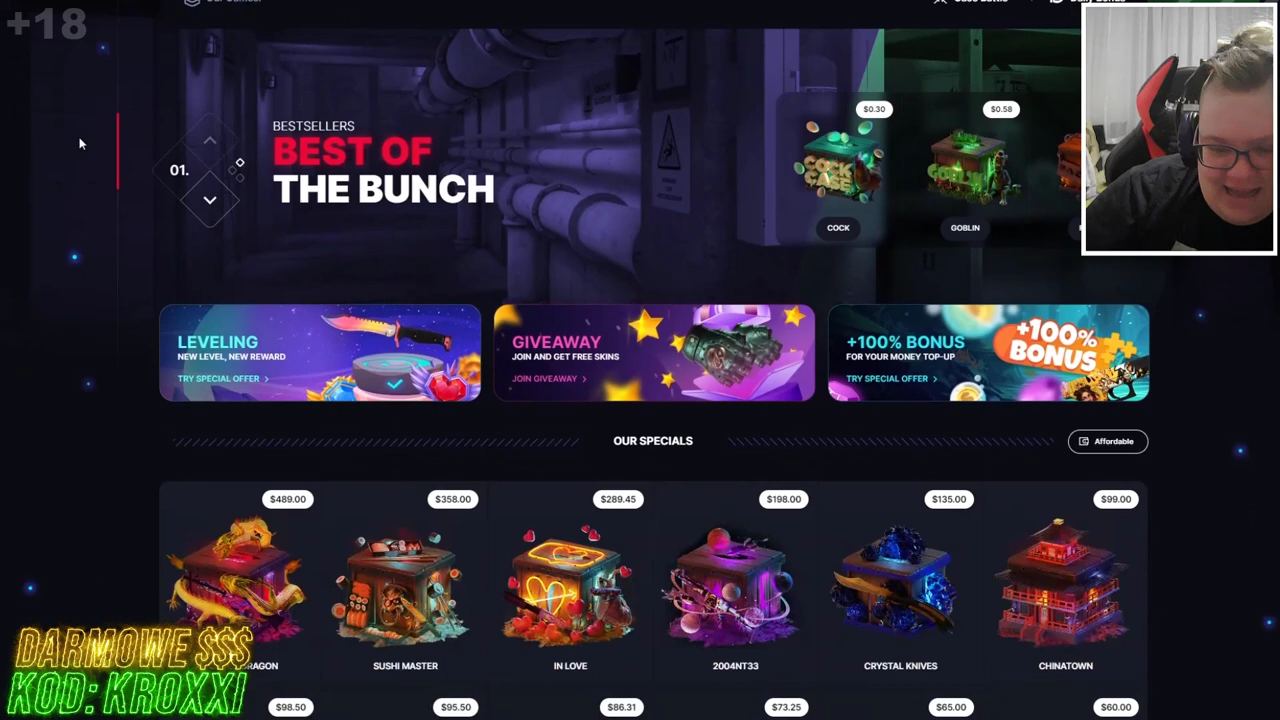 +18
$0.30
$0.58
BESTSELLERS
BEST OF
THE BUNCH
01.
COCK
CASE
GOBLIN
COCK
GOBLIN
LEVELING
NEW LEVEL, NEW REWARD
TRY SPECIAL OFFER
GIVEAWAY
JOIN AND GET FREE SKINS
JOIN GIVEAWAY
+100% BONUS
FOR YOUR MONEY TOP-UP
TRY SPECIAL OFFER
+100%
BONUS
OUR SPECIALS
Affordable
$489.00
$358.00
$289.45
$198.00
$135.00
$99.00
SUSHI MASTER
IN LOVE
2004NT33
CRYSTAL KNIVES
CHINATOWN
DARMOWE $$$
KOD: KROXXI
$98.50
$95.50
$86.31
$73.25
$65.00
$60.00